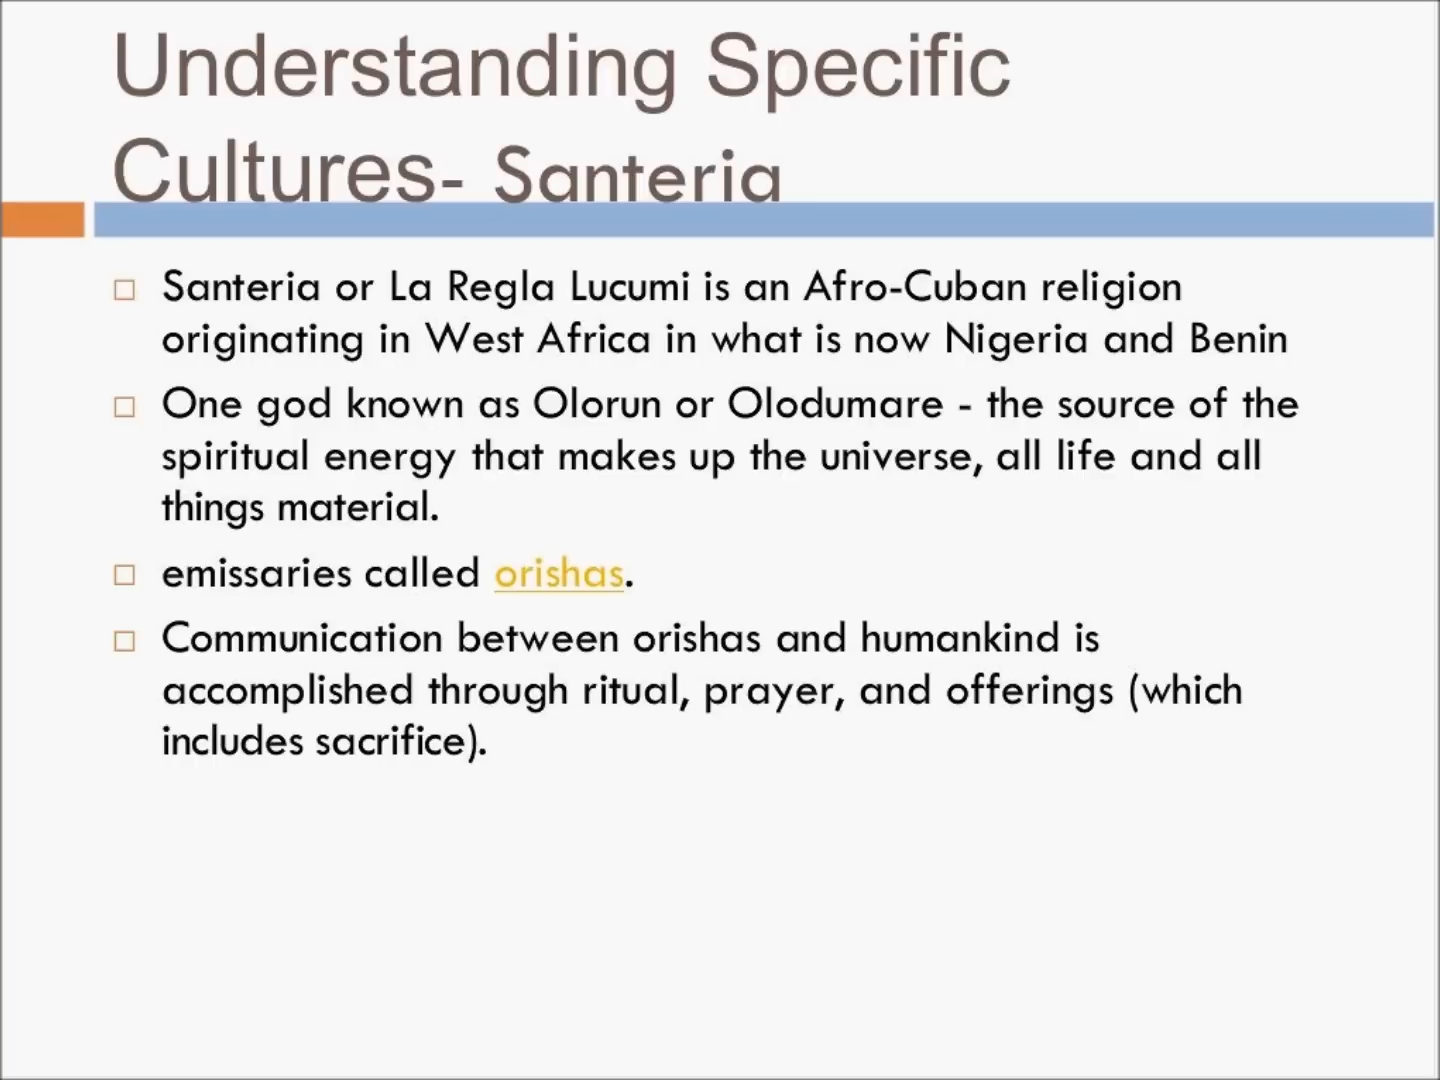 Understanding Specific
Cultures- Santeria
Santeria or La Regla Lucumi is an Afro-Cuban religion
originating in West Africa in what is now Nigeria and Benin
One god known as Olorun or Olodumare - the source of the
spiritual energy that makes up the universe, all life and all
things material.
emissaries called orishas.
Communication between orishas and humankind is
accomplished through ritual, prayer, and offerings (which
includes sacrifice).